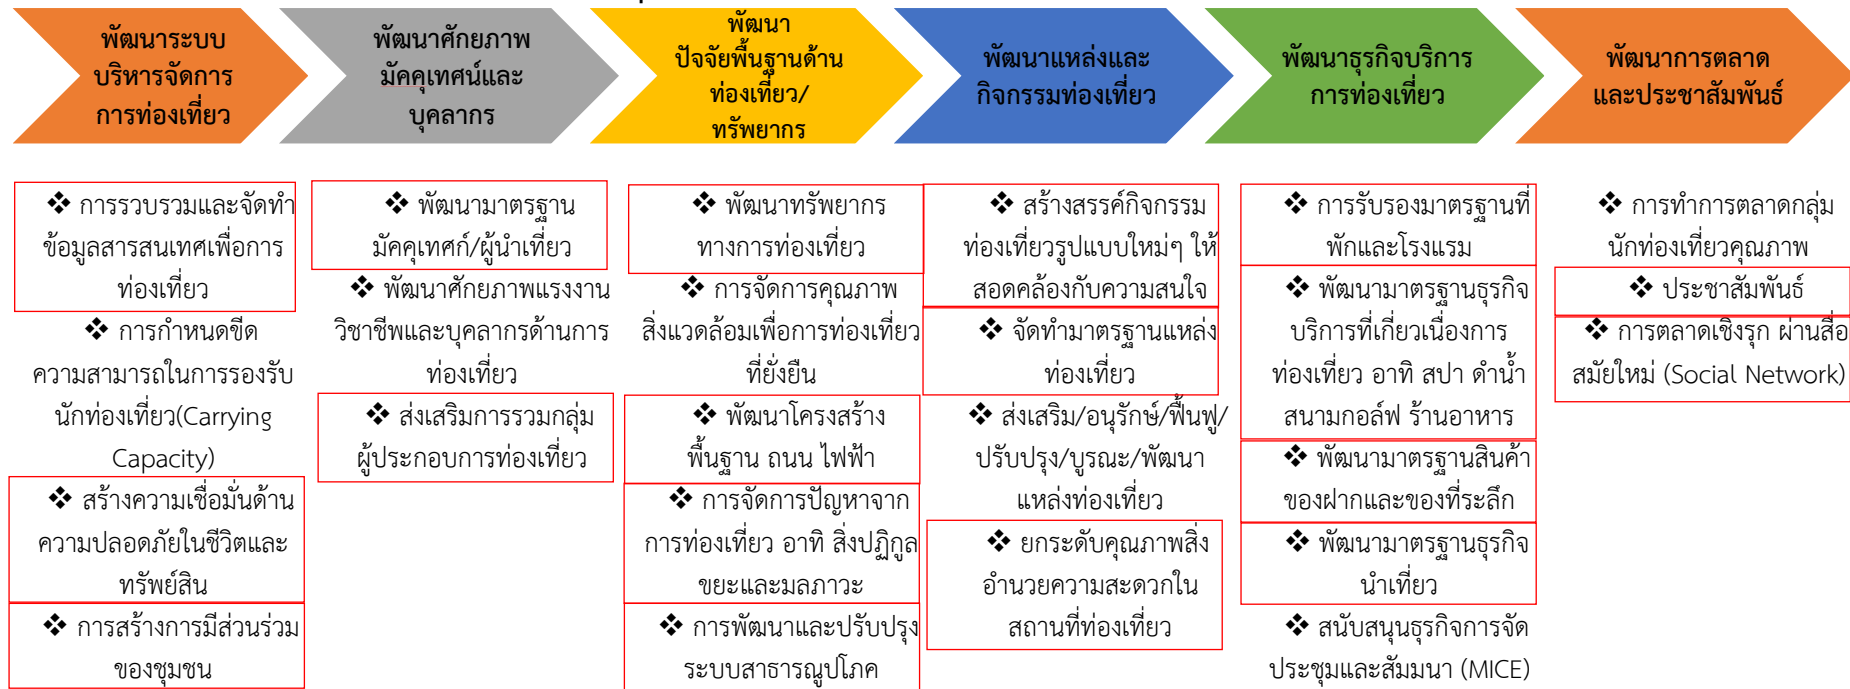 พัฒนาระบบ
บริหารจัดการ
การท่องเที่ยว
พัฒนาศักยภาพ
มัคคุเทศน์และ
บุคลากร
พัฒนา
ปัจจัยพื้นฐานด้าน
ท่องเที่ยว/
ทรัพยากร
พัฒนาแหล่งและ
กิจกรรมท่องเที่ยว
พัฒนาธุรกิจบริการ
การท่องเที่ยว
พัฒนาการตลาด
และประชาสัมพันธ์
❖ การรวบรวมและจัดทำ
ข้อมูลสารสนเทศเพื่อการ
ท่องเที่ยว
❖ การกำหนดขีด
ความสามารถในการรองรับ
นักท่องเที่ยว(Carrying
Capacity)
❖ สร้างความเชื่อมั่นด้าน
ความปลอดภัยในชีวิตและ
ทรัพย์สิน
❖ การสร้างการมีส่วนร่วม
ของชุมชน
❖ พัฒนามาตรฐาน
มัคคุเทศก์/ผู้นำเที่ยว
❖ พัฒนาศักยภาพแรงงาน
วิชาชีพและบุคลากรด้านการ
ท่องเที่ยว
❖ ส่งเสริมการรวมกลุ่ม
ผู้ประกอบการท่องเที่ยว
❖ พัฒนาทรัพยากร
ทางการท่องเที่ยว
❖ การจัดการคุณภาพ
สิ่งแวดล้อมเพื่อการท่องเที่ยว
ที่ยั่งยืน
❖ พัฒนาโครงสร้าง
พื้นฐาน ถนน ไฟฟ้า
❖ การจัดการปัญหาจาก
การท่องเที่ยว อาทิ สิ่งปฏิกูล
ขยะและมลภาวะ
❖ การพัฒนาและปรับปรุง
ระบบสาธารณูปโภค
❖ สร้างสรรค์กิจกรรม
ท่องเที่ยวรูปแบบใหม่ๆ ให้
สอดคล้องกับความสนใจ
❖ จัดทำมาตรฐานแหล่ง
ท่องเที่ยว
❖ ส่งเสริม/อนุรักษ์/ฟื้นฟู/
ปรับปรุง/บูรณะ/พัฒนา
แหล่งท่องเที่ยว
❖ ยกระดับคุณภาพสิ่ง
อำนวยความสะดวกใน
สถานที่ท่องเที่ยว
❖ การรับรองมาตรฐานที่
พักและโรงแรม
❖ พัฒนามาตรฐานธุรกิจ
บริการที่เกี่ยวเนื่องการ
ท่องเที่ยว อาทิ สปา ดำน้ำ
สนามกอล์ฟ ร้านอาหาร
❖ พัฒนามาตรฐานสินค้า
ของฝากและของที่ระลึก
❖ พัฒนามาตรฐานธุรกิจ
นำเที่ยว
❖ สนับสนุนธุรกิจการจัด
ประชุมและสัมมนา (MICE)
❖ การทำการตลาดกลุ่ม
นักท่องเที่ยวคุณภาพ
❖ ประชาสัมพันธ์
❖ การตลาดเชิงรุก ผ่านสื่อ
สมัยใหม่ (Social Network)